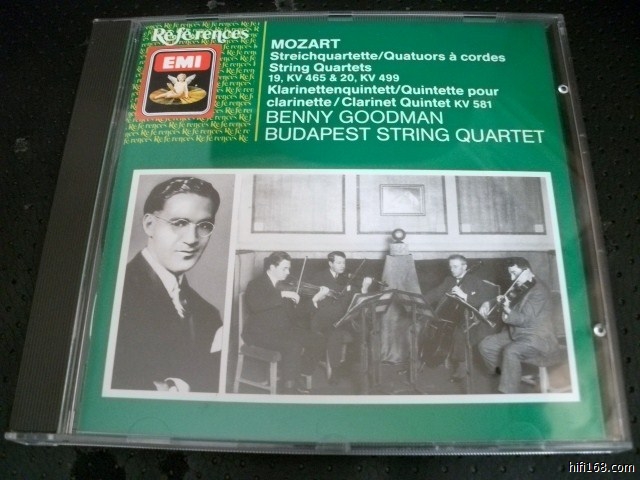 Références
EMI
MOZART
Streichquartette/Quatuors à cordes
String Quartets
19, KV 465 & 20, KV 499
Klarinettenquintett/Quintette pour
clarinette/Clarinet Quintet KV 581
BENNY GOODMAN
BUDAPEST STRING QUARTET
hifi168.com